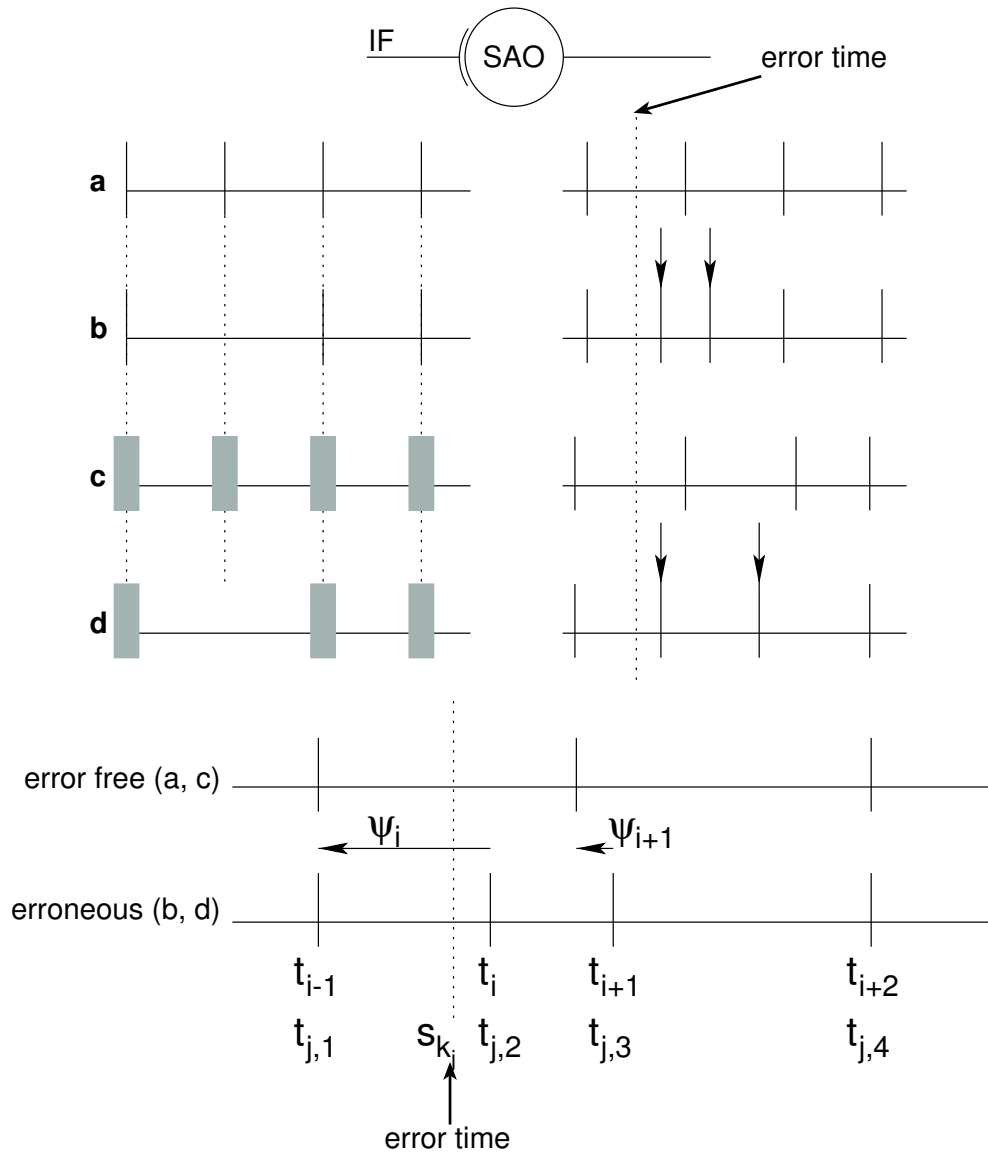 IF
SAO
error time
a
b
c
d
error free (a, c)
ψi ψi+1
erroneous (b, d)
ti-1 ti ti+1 ti+2
tj,1 skj tj,2 tj,3 tj,4
error time